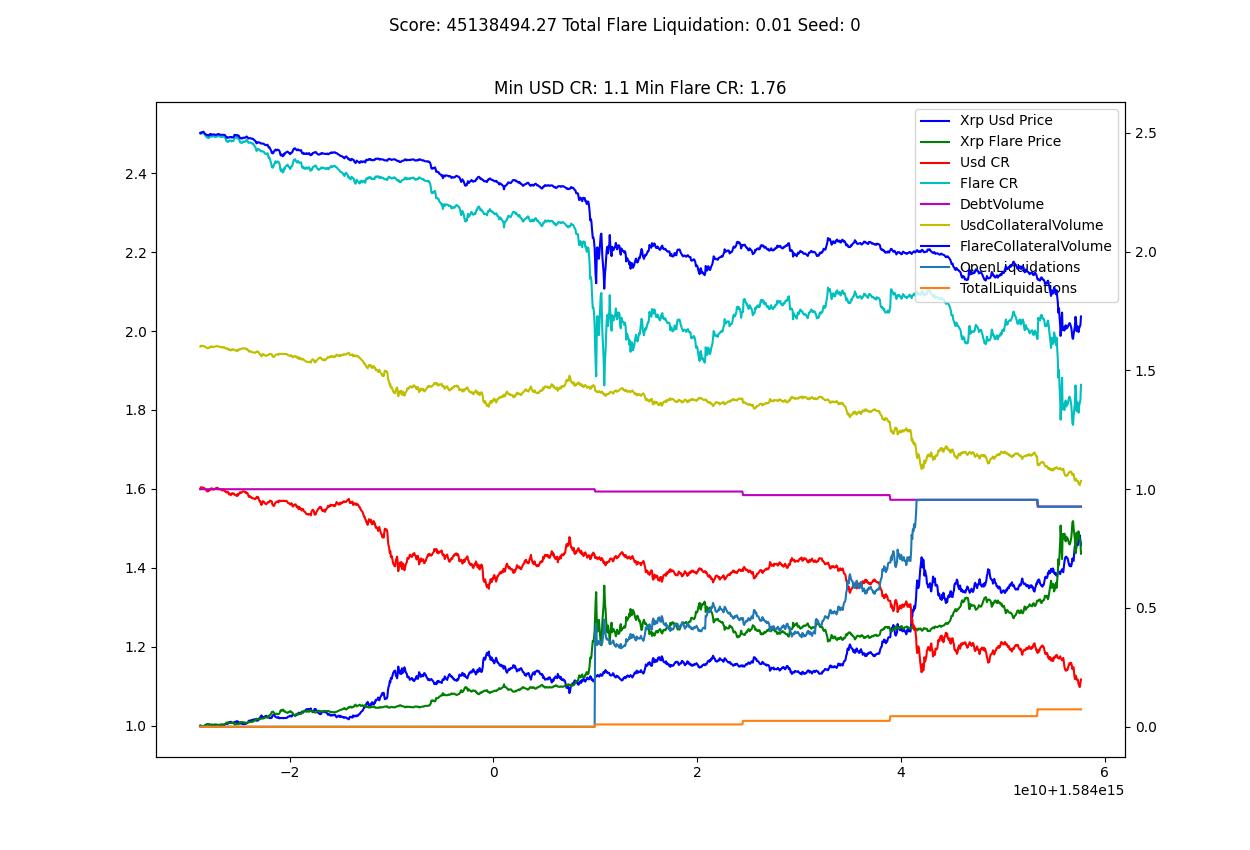 Score: 45138494.27 Total Flare Liquidation: 0.01 Seed: 0
Min USD CR: 1.1 Min Flare CR: 1.76
Xrp Usd Price
Xrp Flare Price
Usd CR
Flare CR
DebtVolume
UsdCollateralVolume
FlareCollateralVolume
OpenLiquidations
TotalLiquidations
2.4
2.2
2.0
1.8
1.6
1.4
1.2
1.0
2.5
2.0
1.5
1.0
0.5
0.0
−2 0 2 4 6
1e10+1.584e15